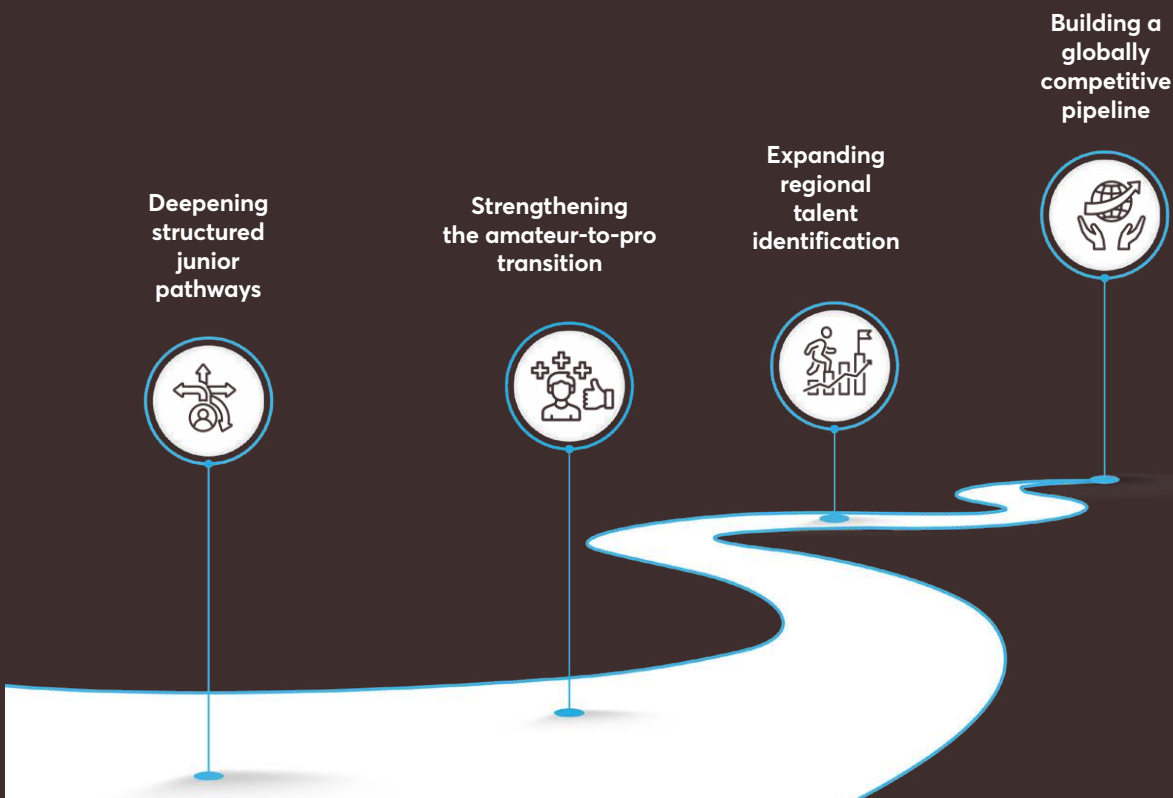 Deepening
structured
junior
pathways
Strengthening
the amateur-to-pro
transition
Expanding
regional
talent
identification
Building a
globally
competitive
pipeline